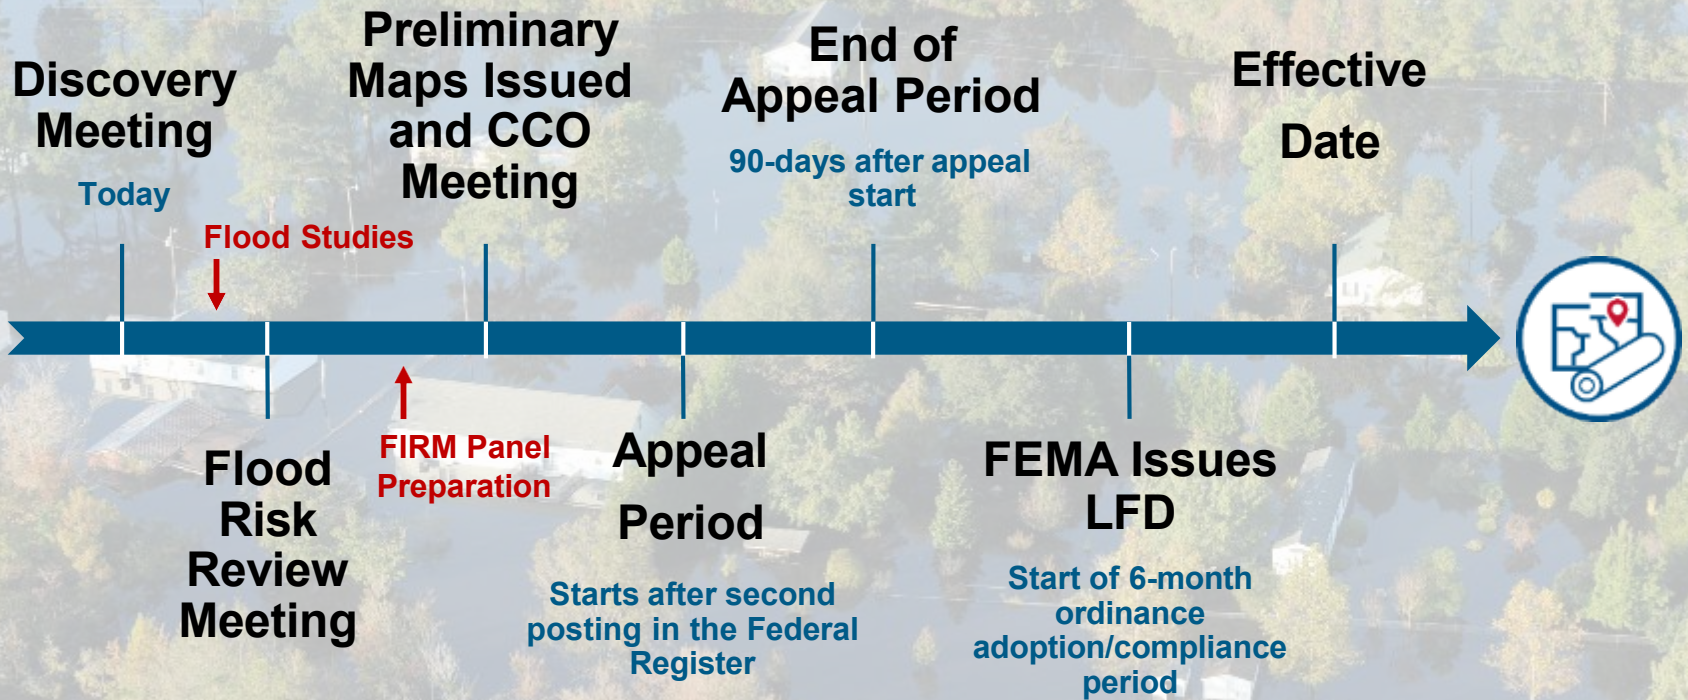 Discovery
Meeting
Today
Flood Studies
Preliminary
Maps Issued
and CCO
Meeting
End of
Appeal Period
90-days after appeal
start
Effective
Date
Flood
Risk
Review
Meeting
FIRM Panel
Preparation
Appeal
Period
Starts after second
posting in the Federal
Register
FEMA Issues
LFD
Start of 6-month
ordinance
adoption/compliance
period